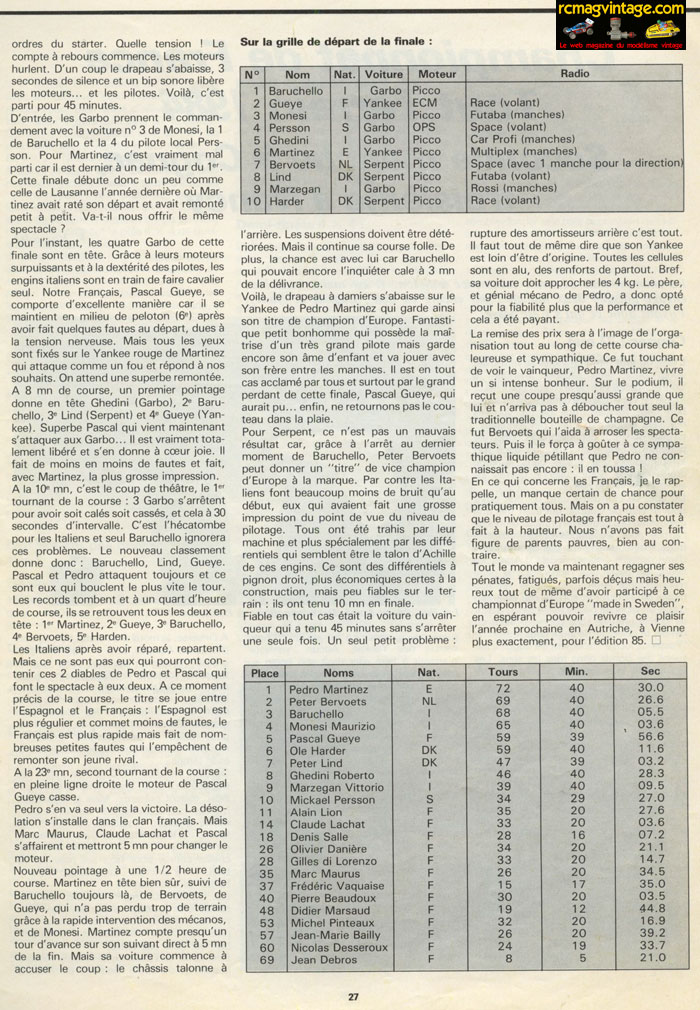 rcmagvintage.com
Le web magazine du modélisme vintage
ordres du starter. Quelle tension ! Le
compte à rebours commence. Les moteurs
hurlent. D'un coup le drapeau s'abaisse, 3
secondes de silence et un bip sonore libère
les moteurs... et les pilotes. Voilà, c'est
parti pour 45 minutes.
D'entrée, les Garbo prennent le comman-
dement avec la voiture n° 3 de Monesi, la 1
de Baruchello et la 4 du pilote local Pers-
son. Pour Martinez, c'est vraiment mal
parti car il est dernier à un demi-tour du 1er.
Cette finale débute donc un peu comme
celle de Lausanne l'année dernière où Mar-
tinez avait raté son départ et avait remonté
petit à petit. Va-t-il nous offrir le même
spectacle ?
Pour l'instant, les quatre Garbo de cette
finale sont en tête. Grâce à leurs moteurs
surpuissants et à la dextérité des pilotes, les
engins italiens sont en train de faire cavalier
seul. Notre Français, Pascal Gueye, se
comporte d'excellente manière car il se
maintient en milieu de peloton (6e) après
avoir fait quelques fautes au départ, dues à
la tension nerveuse. Mais tous les yeux
sont fixés sur le Yankee rouge de Martinez
qui attaque comme un fou et répond à nos
souhaits. On attend une superbe remontée.
A 8 mn de course, un premier pointage
donne en tête Ghedini (Garbo), 2e Baru-
chello, 3e Lind (Serpent) et 4e Gueye (Yan-
kee). Superbe Pascal qui vient maintenant
s'attaquer aux Garbo... Il est vraiment tota-
lement libéré et s'en donne à cœur joie. Il
fait de moins en moins de fautes et fait,
avec Martinez, la plus grosse impression.
A la 10e mn, c'est le coup de théâtre, le 1er
tournant de la course : 3 Garbo s'arrêtent
pour avoir soit calés soit cassés, et cela à 30
secondes d'intervalle. C'est l'hécatombe
pour les Italiens et seul Baruchello ignorera
ces problèmes. Le nouveau classement
donne donc : Baruchello, Lind, Gueye.
Pascal et Pedro attaquent toujours et ce
sont eux qui bouclent le plus vite le tour.
Les records tombent et à un quart d'heure
de course, ils se retrouvent tous les deux en
tête : 1er Martinez, 2e Gueye, 3e Baruchello,
4e Bervoets, 5e Harden.
Les Italiens après avoir réparé, repartent.
Mais ce ne sont pas eux qui pourront con-
tenir ces 2 diables de Pedro et Pascal qui
font le spectacle à eux deux. A ce moment
précis de la course, le titre se joue entre
l'Espagnol et le Français : l'Espagnol est
plus régulier et commet moins de fautes, le
Français est plus rapide mais fait de nom-
breuses petites fautes qui l'empêchent de
remonter son jeune rival.
A la 23e mn, second tournant de la course :
en pleine ligne droite le moteur de Pascal
Gueye casse.
Pedro s'en va seul vers la victoire. La déso-
lation s'installe dans le clan français. Mais
Marc Maurus, Claude Lachat et Pascal
s'affairent et mettront 5 mn pour changer le
moteur.
Nouveau pointage à une 1/2 heure de
course. Martinez en tête bien sûr, suivi de
Baruchello toujours là, de Bervoets, de
Gueye, qui n'a pas perdu trop de terrain
grâce à la rapide intervention des mécanos,
et de Monesi. Martinez compte presqu'un
tour d'avance sur son suivant direct à 5 mn
de la fin. Mais sa voiture commence à
accuser le coup : le châssis talonne à
Sur la grille de départ de la finale :
N° Nom Nat. Voiture Moteur Radio
1 Baruchello I Garbo Picco
2 Gueye F Yankee ECM Race (volant)
3 Monesi I Garbo Picco Futaba (manches)
4 Persson S Garbo OPS Space (volant)
5 Ghedini I Garbo Picco Car Profi (manches)
6 Martinez E Yankee Picco Multiplex (manches)
7 Bervoets NL Serpent Picco Space (avec 1 manche pour la direction)
8 Lind DK Serpent Picco Futaba (volant)
9 Marzegan I Garbo Picco Rossi (manches)
10 Harder DK Serpent Picco Race (volant)
l'arrière. Les suspensions doivent être dété-
riorées. Mais il continue sa course folle. De
plus, la chance est avec lui car Baruchello
qui pouvait encore l'inquiéter cale à 3 mn
de la délivrance.
Voilà, le drapeau à damiers s'abaisse sur le
Yankee de Pedro Martinez qui garde ainsi
son titre de champion d'Europe. Fantasti-
que petit bonhomme qui possède la maî-
trise d'un très grand pilote mais garde
encore son âme d'enfant et va jouer avec
son frère entre les manches. Il est en tout
cas acclamé par tous et surtout par le grand
perdant de cette finale, Pascal Gueye, qui
aurait pu... enfin, ne retournons pas le cou-
teau dans la plaie.
Pour Serpent, ce n'est pas un mauvais
résultat car, grâce à l'arrêt au dernier
moment de Baruchello, Peter Bervoets
peut donner un "titre" de vice champion
d'Europe à la marque. Par contre les Ita-
liens font beaucoup moins de bruit qu'au
début, eux qui avaient fait une grosse
impression du point de vue du niveau de
pilotage. Tous ont été trahis par leur
machine et plus spécialement par les diffé-
rentiels qui semblent être le talon d'Achille
de ces engins. Ce sont des différentiels à
pignon droit, plus économiques certes à la
construction, mais peu fiables sur le ter-
rain : ils ont tenu 10 mn en finale.
Fiable en tout cas était la voiture du vain-
queur qui a tenu 45 minutes sans s'arrêter
une seule fois. Un seul petit problème :
rupture des amortisseurs arrière c'est tout.
Il faut tout de même dire que son Yankee
est loin d'être d'origine. Toutes les cellules
sont en alu, des renforts de partout. Bref,
sa voiture doit approcher les 4 kg. Le père,
et génial mécano de Pedro, a donc opté
pour la fiabilité plus que la performance et
cela a été payant.
La remise des prix sera à l'image de l'orga-
nisation tout au long de cette course cha-
leureuse et sympathique. Ce fut touchant
de voir le vainqueur, Pedro Martinez, vivre
un si intense bonheur. Sur le podium, il
reçut une coupe presqu'aussi grande que
lui et n'arriva pas à déboucher tout seul la
traditionnelle bouteille de champagne. Ce
fut Bervoets qui l'aida à arroser les specta-
teurs. Puis il le força à goûter à ce sympa-
thique liquide pétillant que Pedro ne con-
naissait pas encore : il en toussa !
En ce qui concerne les Français, je le rap-
pelle, un manque certain de chance pour
pratiquement tous. Mais on a pu constater
que le niveau de pilotage français est tout à
fait à la hauteur. Nous n'avons pas fait
figure de parents pauvres, bien au con-
traire.
Tout le monde va maintenant regagner ses
pénates, fatigués, parfois déçus mais heu-
reux tout de même d'avoir participé à ce
championnat d'Europe "made in Sweden",
en espérant pouvoir revivre ce plaisir
l'année prochaine en Autriche, à Vienne
plus exactement, pour l'édition 85. □
Place Noms Nat. Tours Min. Sec
1 Pedro Martinez E 72 40 30.0
2 Peter Bervoets NL 69 40 26.6
3 Baruchello I 68 40 05.5
4 Monesi Maurizio I 65 40 03.6
5 Pascal Gueye F 59 39 56.6
6 Ole Harder DK 59 40 11.6
7 Peter Lind DK 47 39 03.2
8 Ghedini Roberto I 46 40 28.3
9 Marzegan Vittorio I 39 40 09.5
10 Mickael Persson S 34 29 27.0
11 Alain Lion F 35 20 27.6
14 Claude Lachat F 33 20 03.6
18 Denis Salle F 28 16 07.2
26 Olivier Danière F 34 20 21.1
28 Gilles di Lorenzo F 33 20 14.7
35 Marc Maurus F 26 20 34.5
37 Frédéric Vaquaise F 15 17 35.0
40 Pierre Beaudoux F 30 20 03.5
48 Didier Marsaud F 19 12 44.8
53 Michel Pinteaux F 32 20 16.9
57 Jean-Marie Bailly F 26 20 39.2
60 Nicolas Desseroux F 24 19 33.7
69 Jean Debros F 8 5 21.0
27